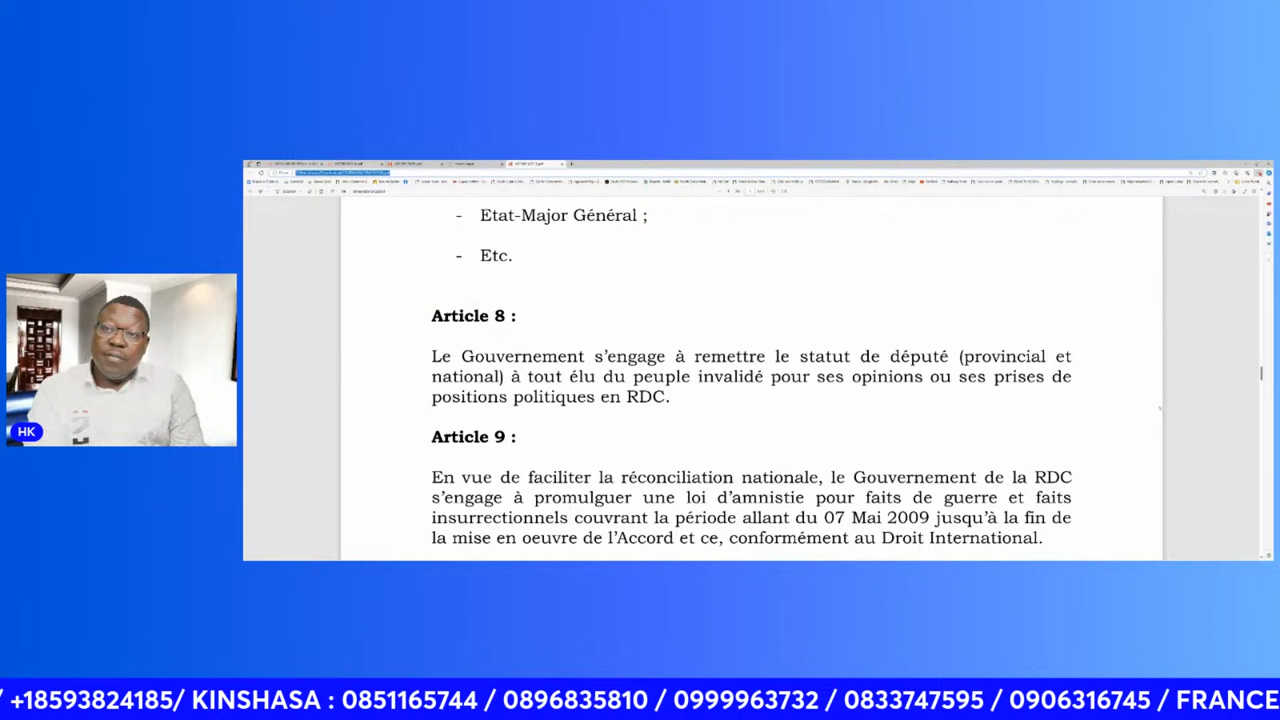 - Etat-Major Général ;
- Etc.
Article 8 :
Le Gouvernement s'engage à remettre le statut de député (provincial et
national) à tout élu du peuple invalidé pour ses opinions ou ses prises de
positions politiques en RDC.
Article 9 :
En vue de faciliter la réconciliation nationale, le Gouvernement de la RDC
s'engage à promulguer une loi d'amnistie pour faits de guerre et faits
insurrectionnels couvrant la période allant du 07 Mai 2009 jusqu'à la fin de
la mise en oeuvre de l'Accord et ce, conformément au Droit International.
HK
/ +18593824185/ KINSHASA : 0851165744 / 0896835810 / 0999963732 / 0833747595 / 0906316745 / FRANCE